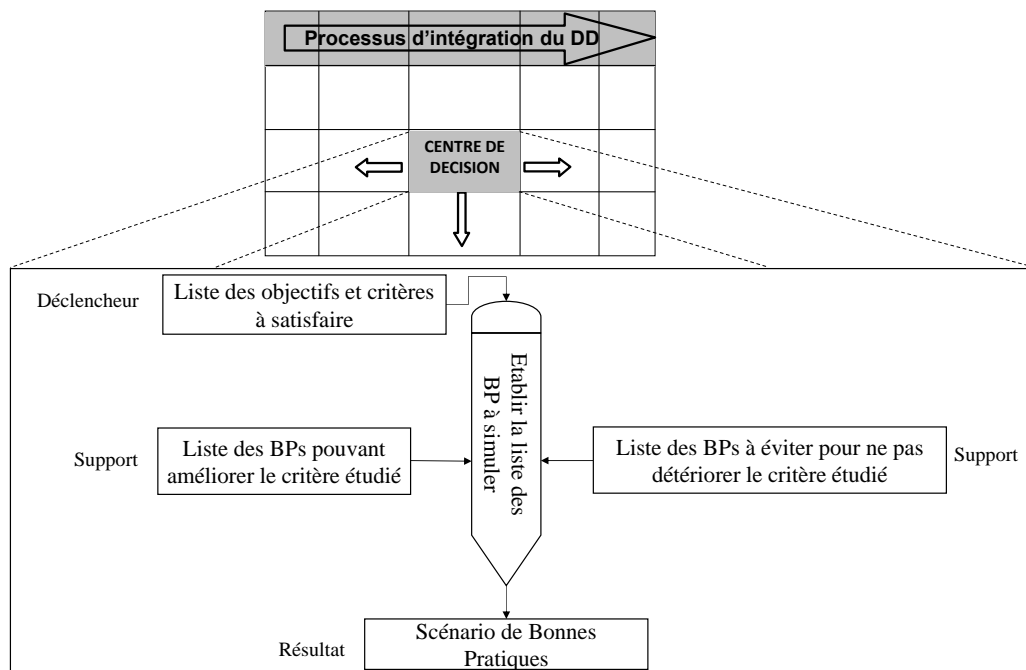 Processus d'intégration du DD
CENTRE DE
DECISION
Déclencheur
Liste des objectifs et critères
à satisfaire
Etablir la liste des
BP à simuler
Support
Liste des BPs pouvant
améliorer le critère étudié
Liste des BPs à éviter pour ne pas
détériorer le critère étudié
Support
Résultat
Scénario de Bonnes
Pratiques